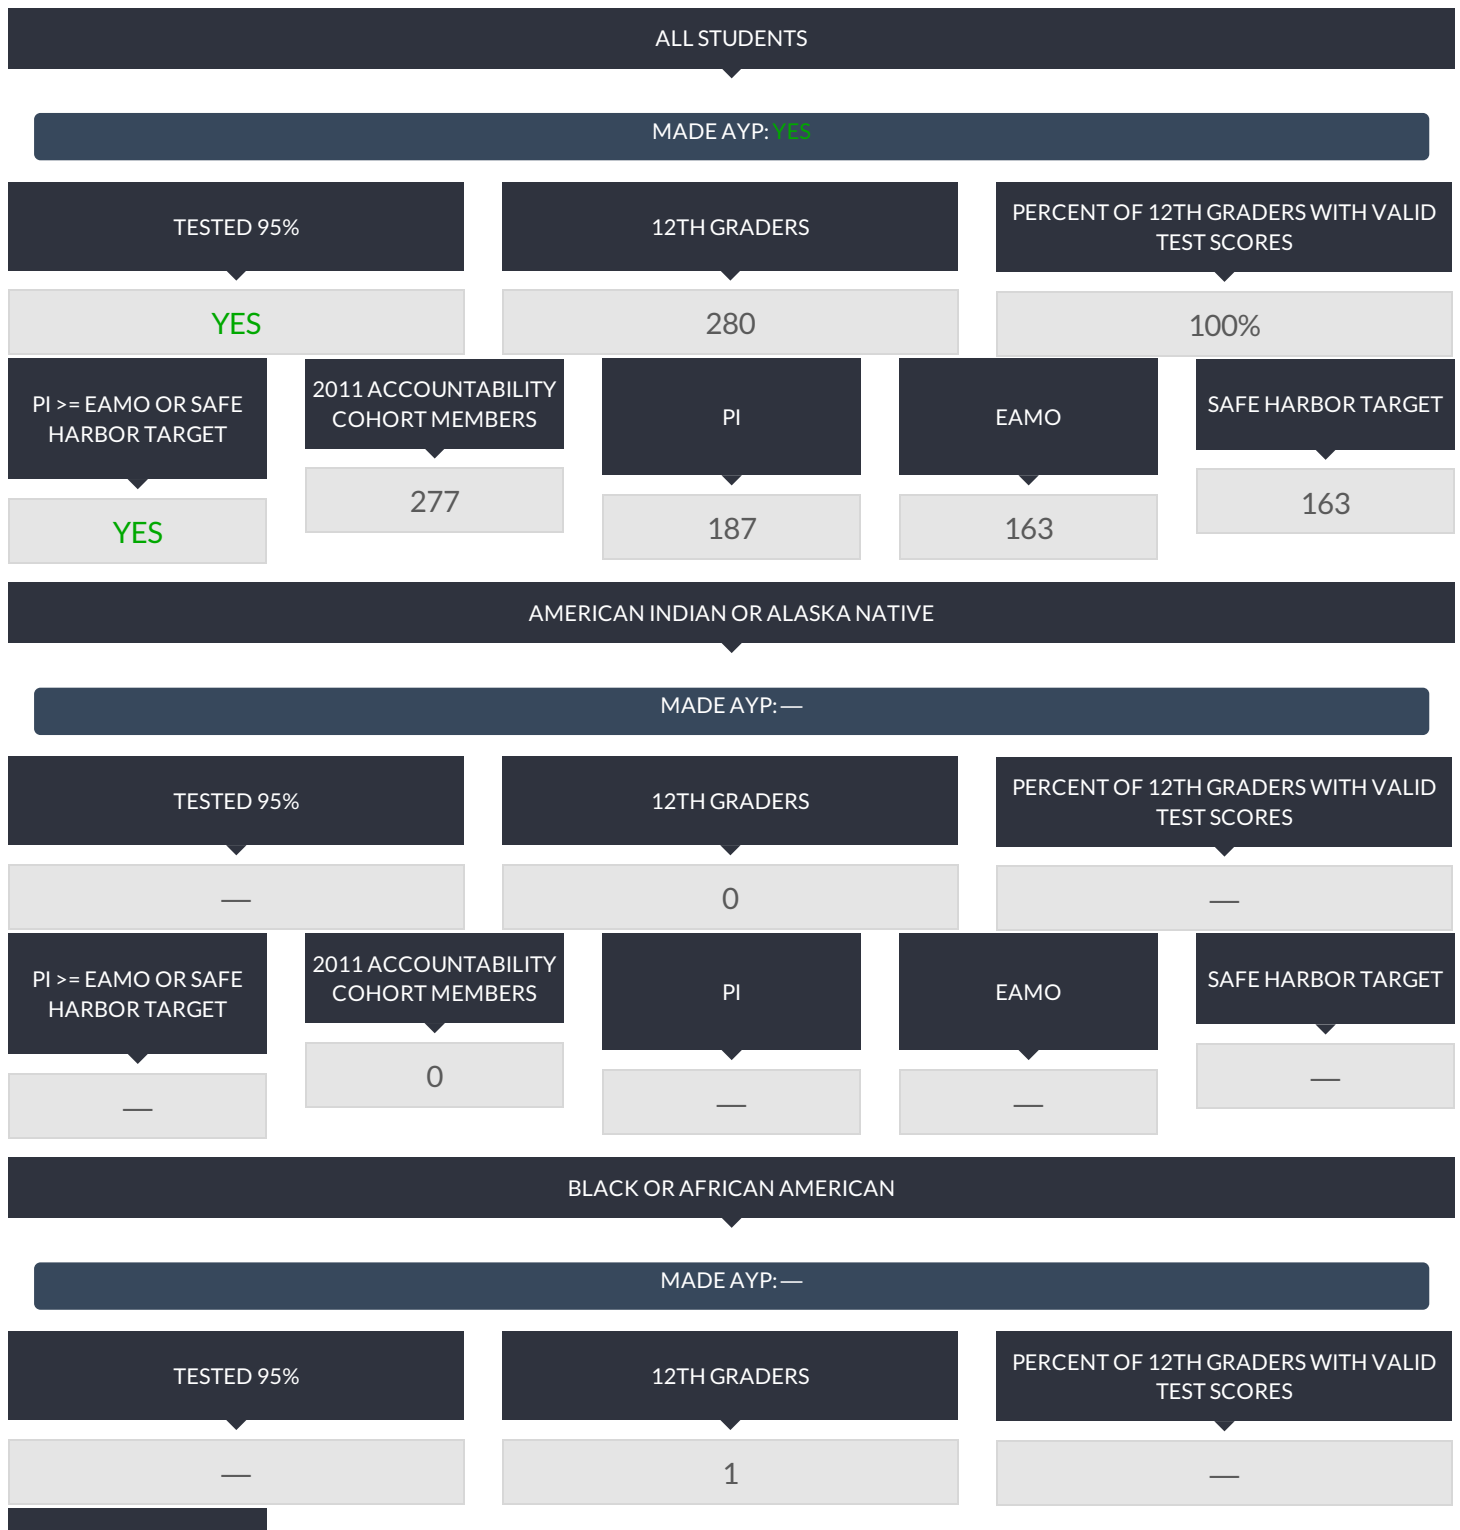 ALL STUDENTS
MADE AYP: YES
TESTED 95%
12TH GRADERS
PERCENT OF 12TH GRADERS WITH VALID
TEST SCORES
YES
280
100%
PI >= EAMO OR SAFE
HARBOR TARGET
2011 ACCOUNTABILITY
COHORT MEMBERS
PI
EAMO
SAFE HARBOR TARGET
YES
277
187
163
163
AMERICAN INDIAN OR ALASKA NATIVE
MADE AYP: —
TESTED 95%
12TH GRADERS
PERCENT OF 12TH GRADERS WITH VALID
TEST SCORES
—
0
—
PI >= EAMO OR SAFE
HARBOR TARGET
2011 ACCOUNTABILITY
COHORT MEMBERS
PI
EAMO
SAFE HARBOR TARGET
—
0
—
—
—
BLACK OR AFRICAN AMERICAN
MADE AYP: —
TESTED 95%
12TH GRADERS
PERCENT OF 12TH GRADERS WITH VALID
TEST SCORES
—
1
—